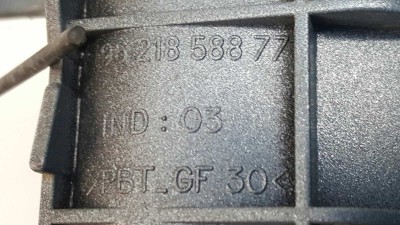 96 218 588 77
IND : 03
>PBT_GF 30<